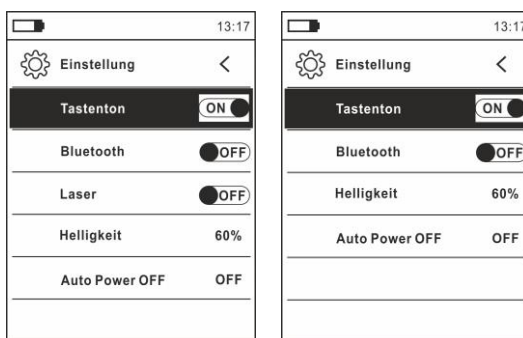 13:17
Einstellung <
Tastenton ON
Bluetooth OFF
Laser OFF
Helligkeit 60%
Auto Power OFF OFF
13:17
Einstellung <
Tastenton ON
Bluetooth OFF
Helligkeit 60%
Auto Power OFF OFF